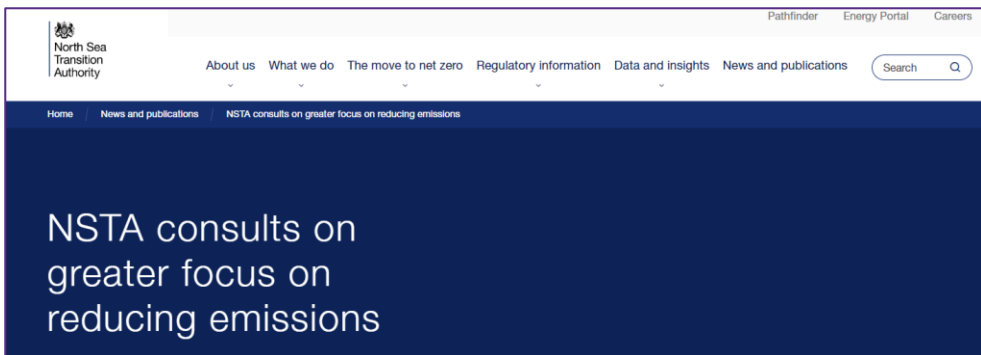 Pathfinder Energy Portal Careers
North Sea
Transition
Authority
About us What we do The move to net zero Regulatory information Data and insights News and publications Search
Home News and publications NSTA consults on greater focus on reducing emissions
NSTA consults on
greater focus on
reducing emissions